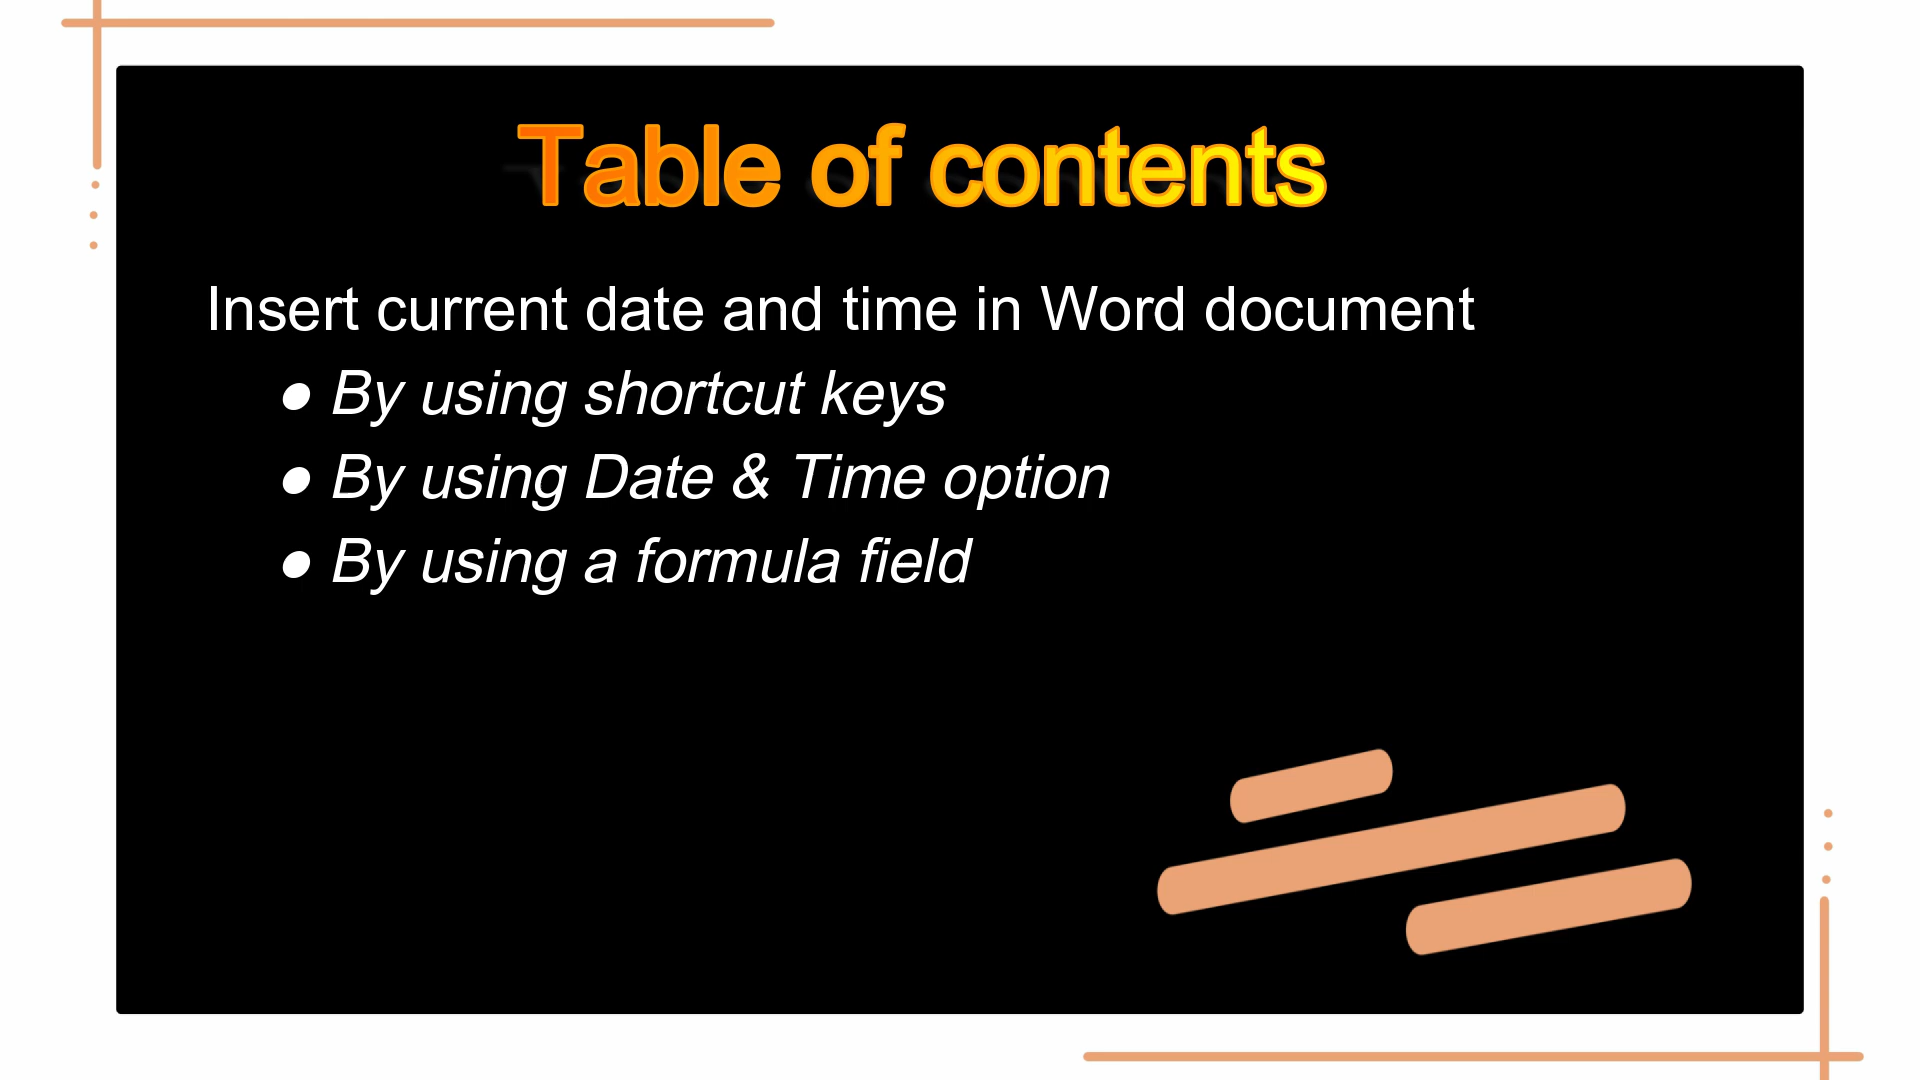 Table of contents
Insert current date and time in Word document
● By using shortcut keys
● By using Date & Time option
● By using a formula field